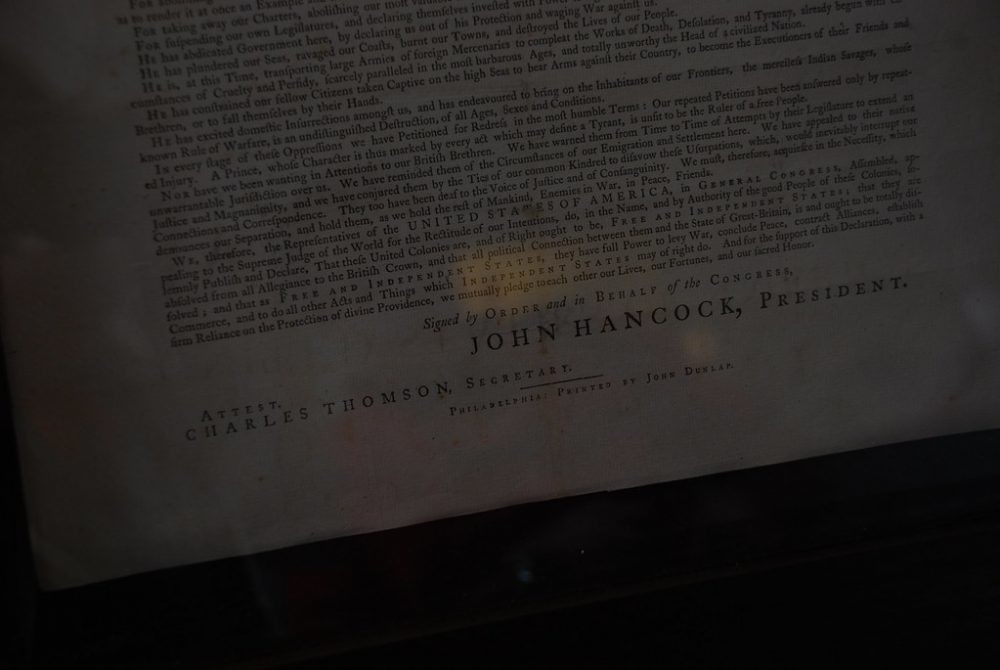 as to render it at once an Example
For taking away our Charters, aboliſhing our moſt
For ſuſpending our own Legiſlatures, and declaring themſelves inveſted with Power
He has abdicated Government here, by declaring us out of his Protection and waging War againſt us.
He has plundered our Seas, ravaged our Coaſts, burnt our Towns, and deſtroyed the Lives of our People.
He is, at this Time, tranſporting large Armies of foreign Mercenaries to compleat the Works of Death, Deſolation, and Tyranny, already begun with
cumſtances of Cruelty and Perfidy, ſcarcely paralleled in the moſt barbarous Ages, and totally unworthy the Head of a civilized Nation.
He has conſtrained our fellow Citizens taken Captive on the high Seas to bear Arms againſt their Country, to become the Executioners of their Friends and
Brethren, or to fall themſelves by their Hands.
He has excited domeſtic Inſurrections amongſt us, and has endeavoured to bring on the Inhabitants of our Frontiers, the mercileſs Indian Savages, whoſe
known Rule of Warfare, is an undiſtinguiſhed Deſtruction, of all Ages, Sexes and Conditions.
In every ſtage of theſe Oppreſſions we have Petitioned for Redreſs in the moſt humble Terms: Our repeated Petitions have been anſwered only by repeat-
ed Injury. A Prince, whoſe Character is thus marked by every act which may define a Tyrant, is unfit to be the Ruler of a free People.
Nor have we been wanting in Attentions to our Britiſh Brethren. We have warned them from Time to Time of Attempts by their Legiſlature to extend an
unwarrantable Juriſdiction over us. We have reminded them of the Circumſtances of our Emigration and Settlement here. We have appealed to their native
Juſtice and Magnanimity, and we have conjured them by the Ties of our common Kindred to diſavow theſe Uſurpations, which, would inevitably interrupt our
Connections and Correſpondence. They too have been deaf to the Voice of Juſtice and of Conſanguinity. We muſt, therefore, acquieſce in the Neceſſity, which
denounces our Separation, and hold them, as we hold the reſt of Mankind, Enemies in War, in Peace, Friends.
We, therefore, the Representatives of the UNITED STATES OF AMERICA, in GENERAL CONGRESS, Aſſembled, ap-
pealing to the Supreme Judge of the World for the Rectitude of our Intentions, do, in the Name, and by Authority of the good People of theſe Colonies, ſo-
lemnly Publiſh and Declare, That theſe United Colonies are, and of Right ought to be, FREE AND INDEPENDENT STATES; that they are
abſolved from all Allegiance to the Britiſh Crown, and that all political Connection between them and the State of Great-Britain, is and ought to be totally diſ-
ſolved; and that as FREE AND INDEPENDENT STATES, they have full Power to levy War, conclude Peace, contract Alliances, eſtabliſh
Commerce, and to do all other Acts and Things which INDEPENDENT STATES may of right do. And for the ſupport of this Declaration, with a
firm Reliance on the Protection of divine Providence, we mutually pledge to each other our Lives, our Fortunes, and our ſacred Honor.
Signed by ORDER and in BEHALF of the CONGRESS,
JOHN HANCOCK, PRESIDENT.
ATTEST.
CHARLES THOMSON, SECRETARY.
PHILADELPHIA: PRINTED BY JOHN DUNLAP.